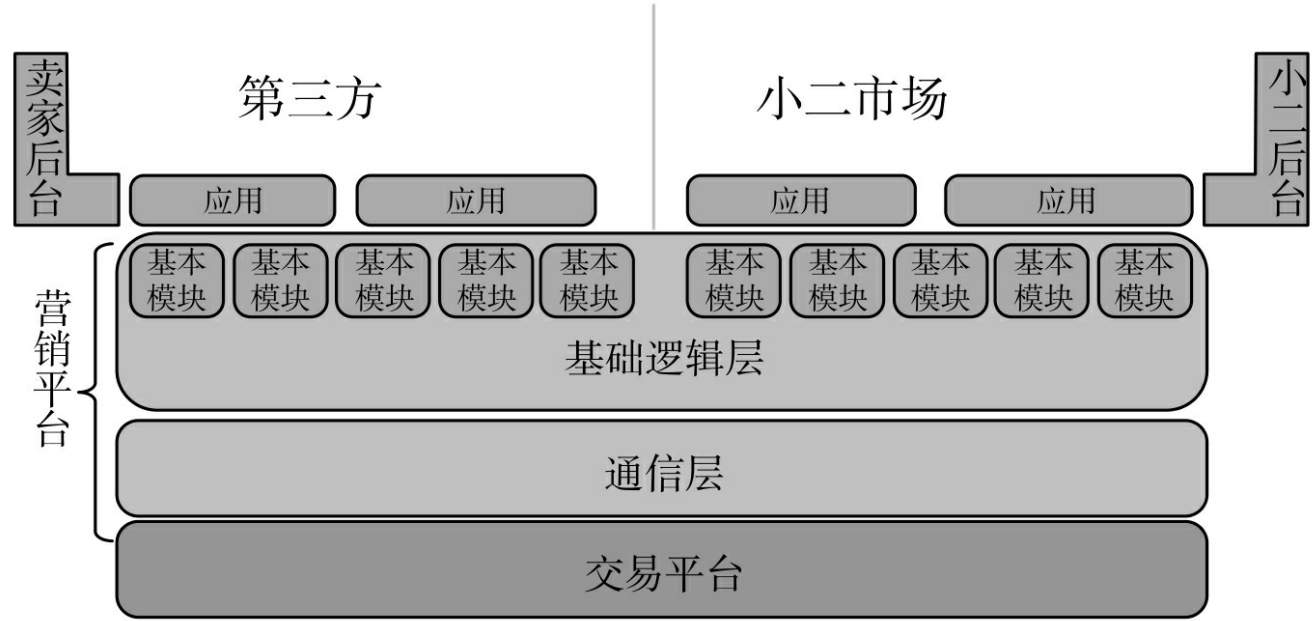 卖家后台
第三方
小二市场
小二后台
应用
应用
应用
应用
营销平台
基本
模块
基本
模块
基本
模块
基本
模块
基本
模块
基本
模块
基本
模块
基本
模块
基本
模块
基本
模块
基础逻辑层
通信层
交易平台